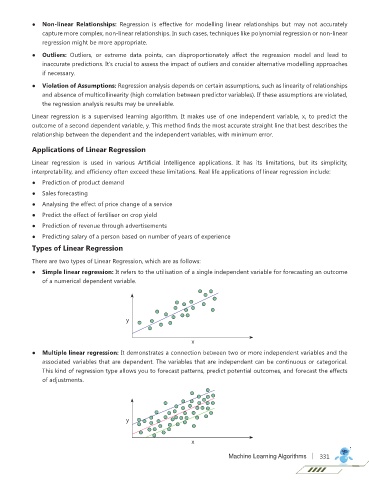 ● Non-linear Relationships: Regression is effective for modelling linear relationships but may not accurately
capture more complex, non-linear relationships. In such cases, techniques like polynomial regression or non-linear
regression might be more appropriate.
● Outliers: Outliers, or extreme data points, can disproportionately affect the regression model and lead to
inaccurate predictions. It's crucial to assess the impact of outliers and consider alternative modelling approaches
if necessary.
● Violation of Assumptions: Regression analysis depends on certain assumptions, such as linearity of relationships
and absence of multicollinearity (high correlation between predictor variables). If these assumptions are violated,
the regression analysis results may be unreliable.
Linear regression is a supervised learning algorithm. It makes use of one independent variable, x, to predict the
outcome of a second dependent variable, y. This method finds the most accurate straight line that best describes the
relationship between the dependent and the independent variables, with minimum error.
Applications of Linear Regression
Linear regression is used in various Artificial Intelligence applications. It has its limitations, but its simplicity,
interpretability, and efficiency often exceed these limitations. Real life applications of linear regression include:
● Prediction of product demand
● Sales forecasting
● Analysing the effect of price change of a service
● Predict the effect of fertiliser on crop yield
● Prediction of revenue through advertisements
● Predicting salary of a person based on number of years of experience
Types of Linear Regression
There are two types of Linear Regression, which are as follows:
● Simple linear regression: It refers to the utilisation of a single independent variable for forecasting an outcome
of a numerical dependent variable.
y
x
● Multiple linear regression: It demonstrates a connection between two or more independent variables and the
associated variables that are dependent. The variables that are independent can be continuous or categorical.
This kind of regression type allows you to forecast patterns, predict potential outcomes, and forecast the effects
of adjustments.
y
x
Machine Learning Algorithms | 331